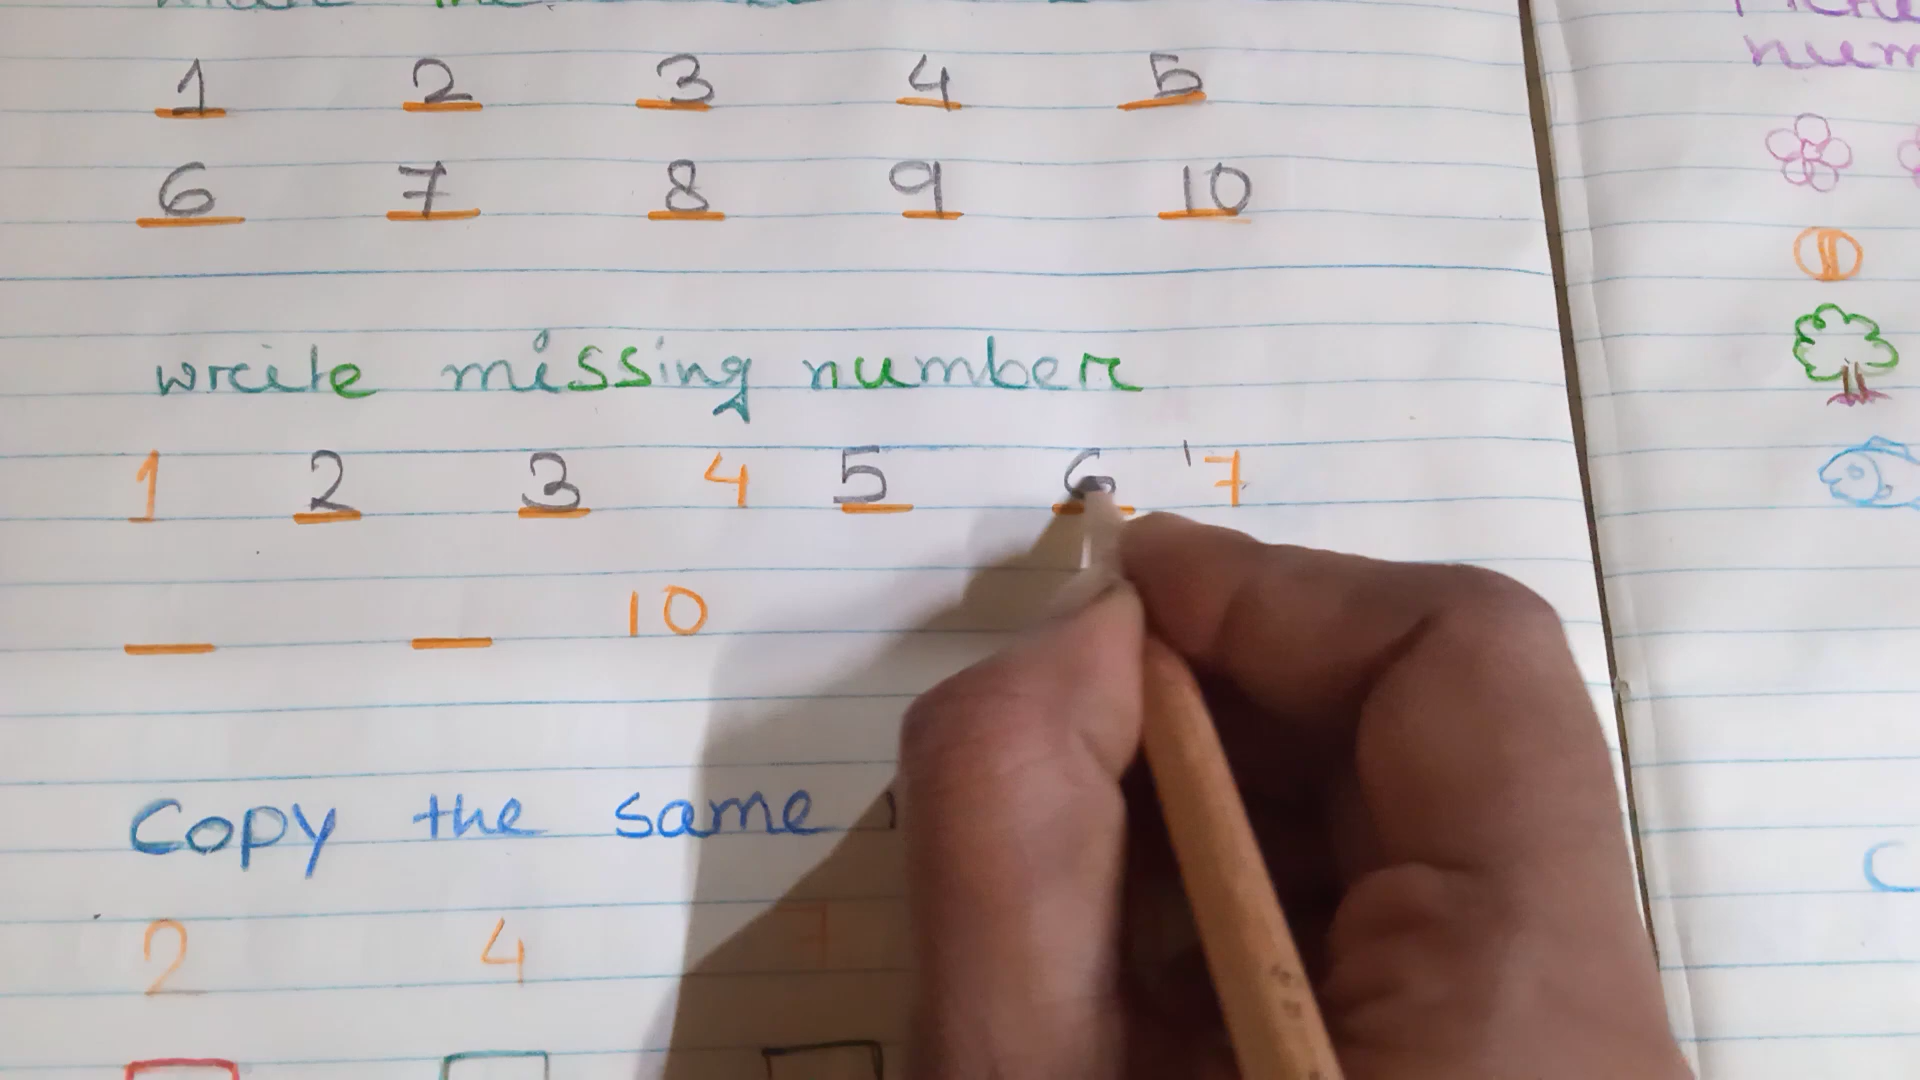 1 2 3 4 5
6 7 8 9 10
write missing number
1 2 3 4 5 6 7
10
Copy the same
2 4 7